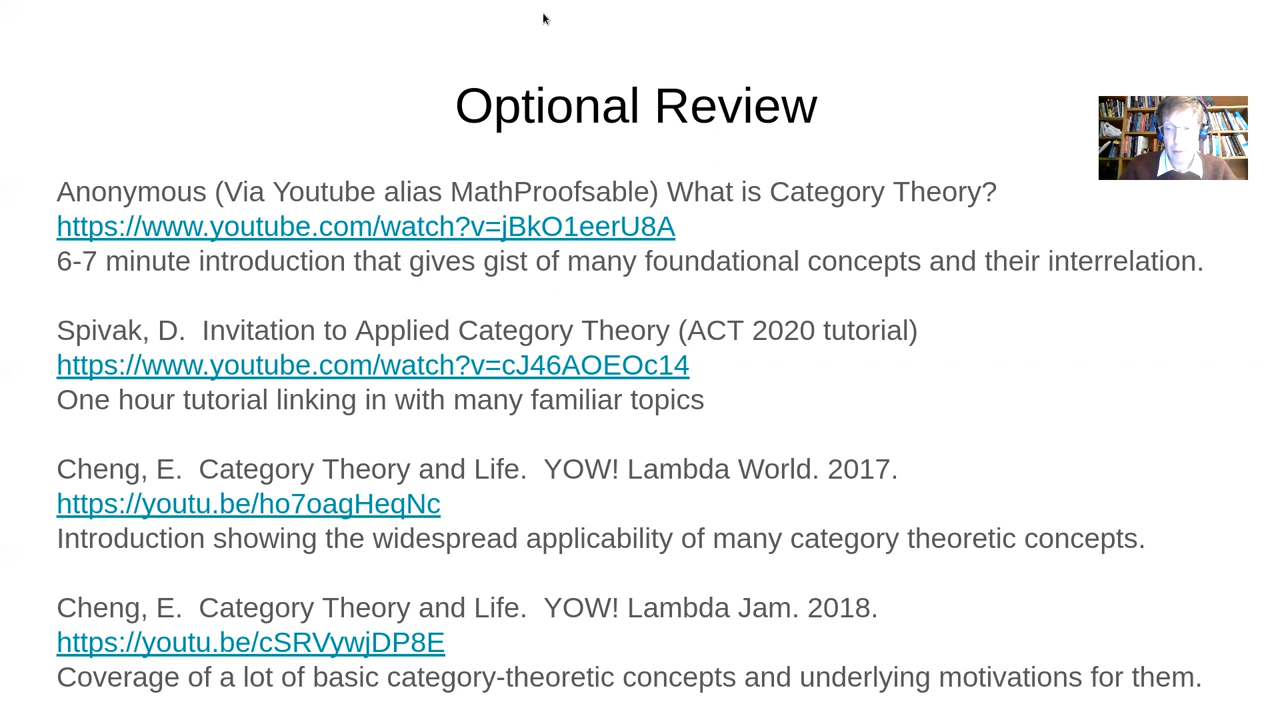 Optional Review
Anonymous (Via Youtube alias MathProofsable) What is Category Theory?
https://www.youtube.com/watch?v=jBkO1eerU8A
6-7 minute introduction that gives gist of many foundational concepts and their interrelation.
Spivak, D.  Invitation to Applied Category Theory (ACT 2020 tutorial)
https://www.youtube.com/watch?v=cJ46AOEOc14
One hour tutorial linking in with many familiar topics
Cheng, E.  Category Theory and Life.  YOW! Lambda World. 2017.
https://youtu.be/ho7oagHeqNc
Introduction showing the widespread applicability of many category theoretic concepts.
Cheng, E.  Category Theory and Life.  YOW! Lambda Jam. 2018.
https://youtu.be/cSRVywjDP8E
Coverage of a lot of basic category-theoretic concepts and underlying motivations for them.